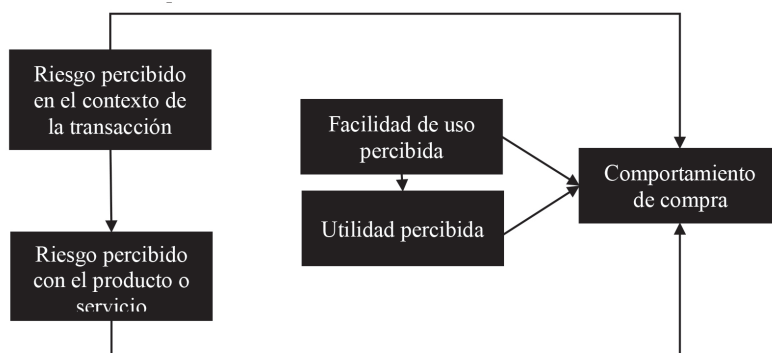 Riesgo percibido
en el contexto de
la transacción
Facilidad de uso
percibida
Utilidad percibida
Comportamiento
de compra
Riesgo percibido
con el producto o
servicio